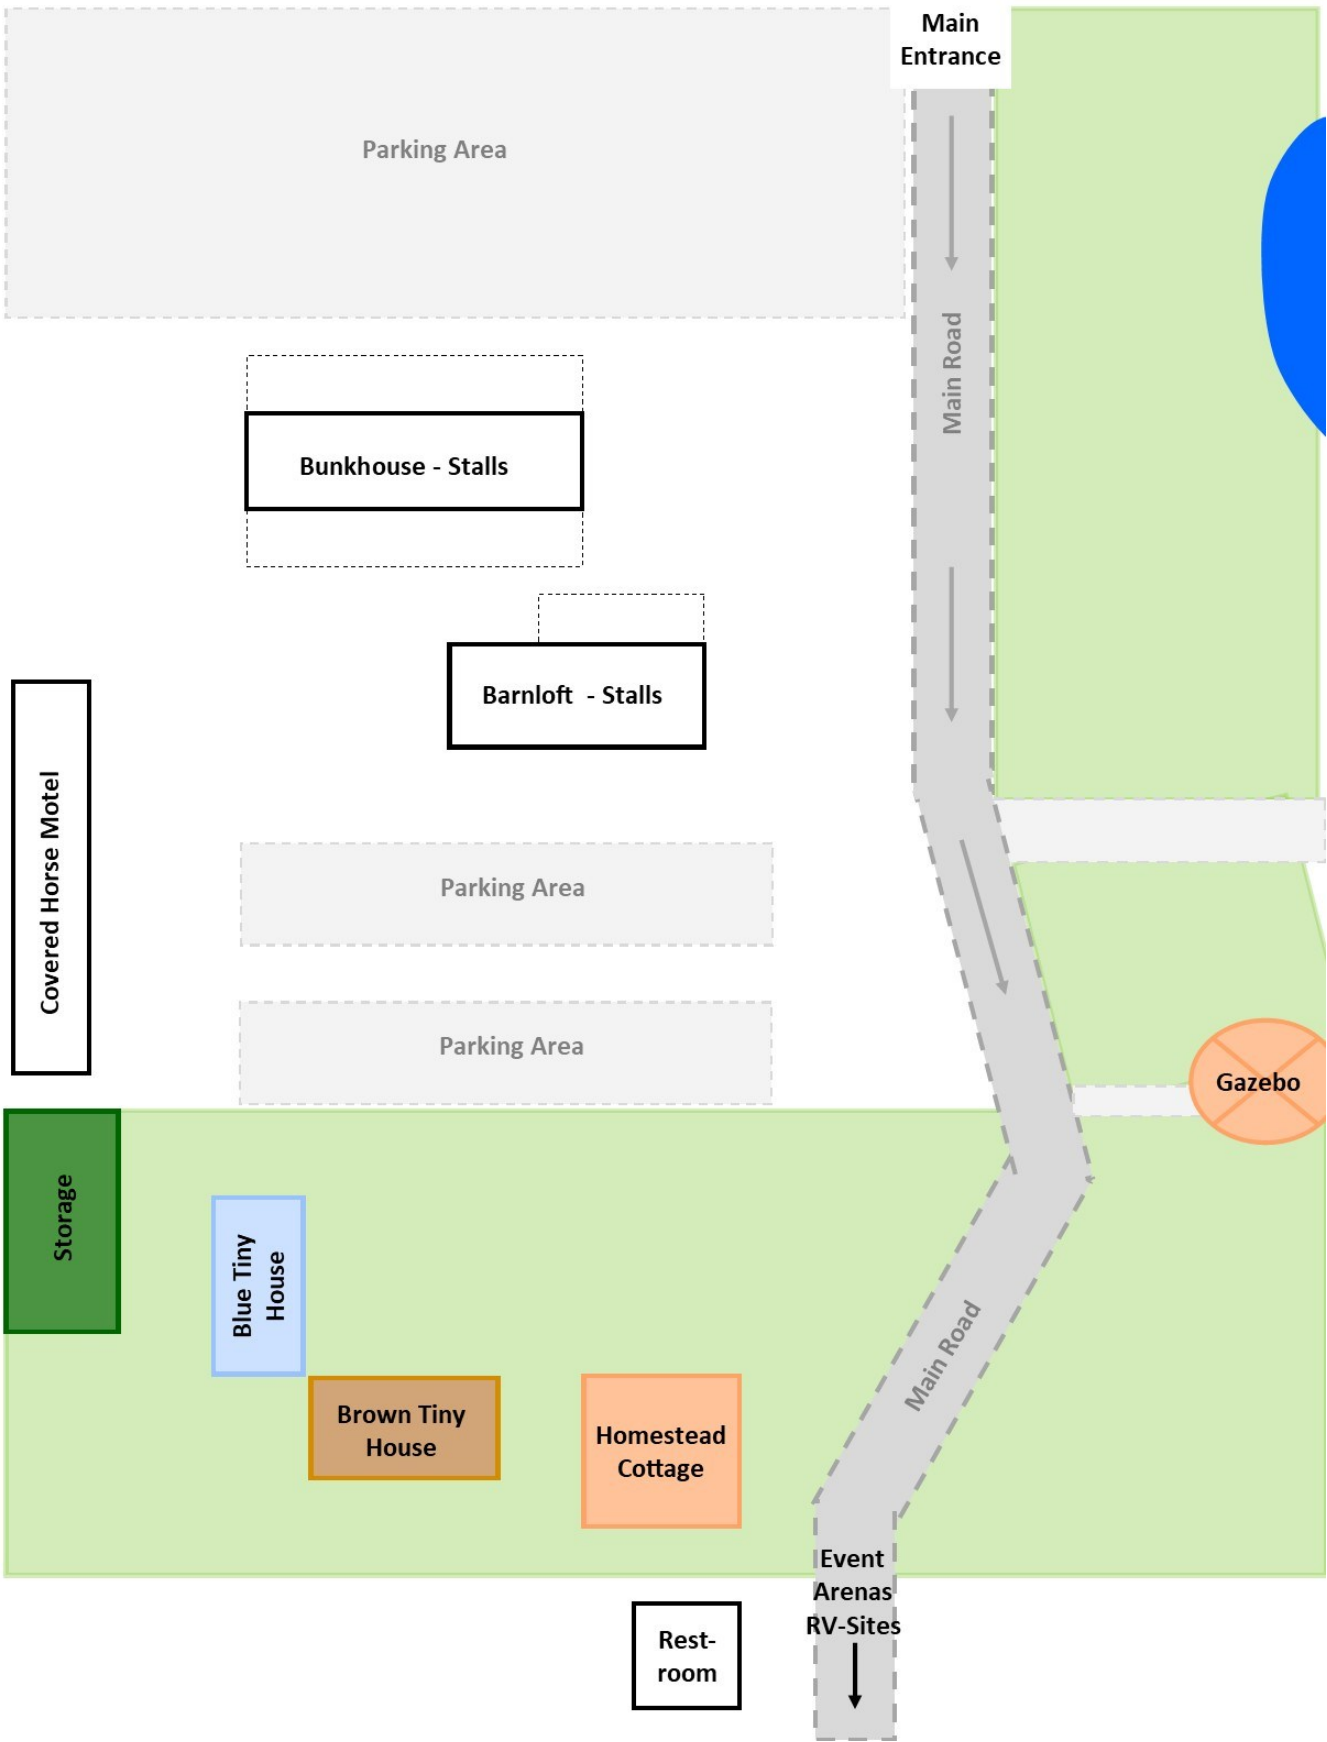 Main
Entrance
Parking Area
Main Road
Bunkhouse - Stalls
Barnloft - Stalls
Covered Horse Motel
Parking Area
Parking Area
Gazebo
Storage
Blue Tiny
House
Main Road
Brown Tiny
House
Homestead
Cottage
Event
Arenas
RV-Sites
Rest-
room